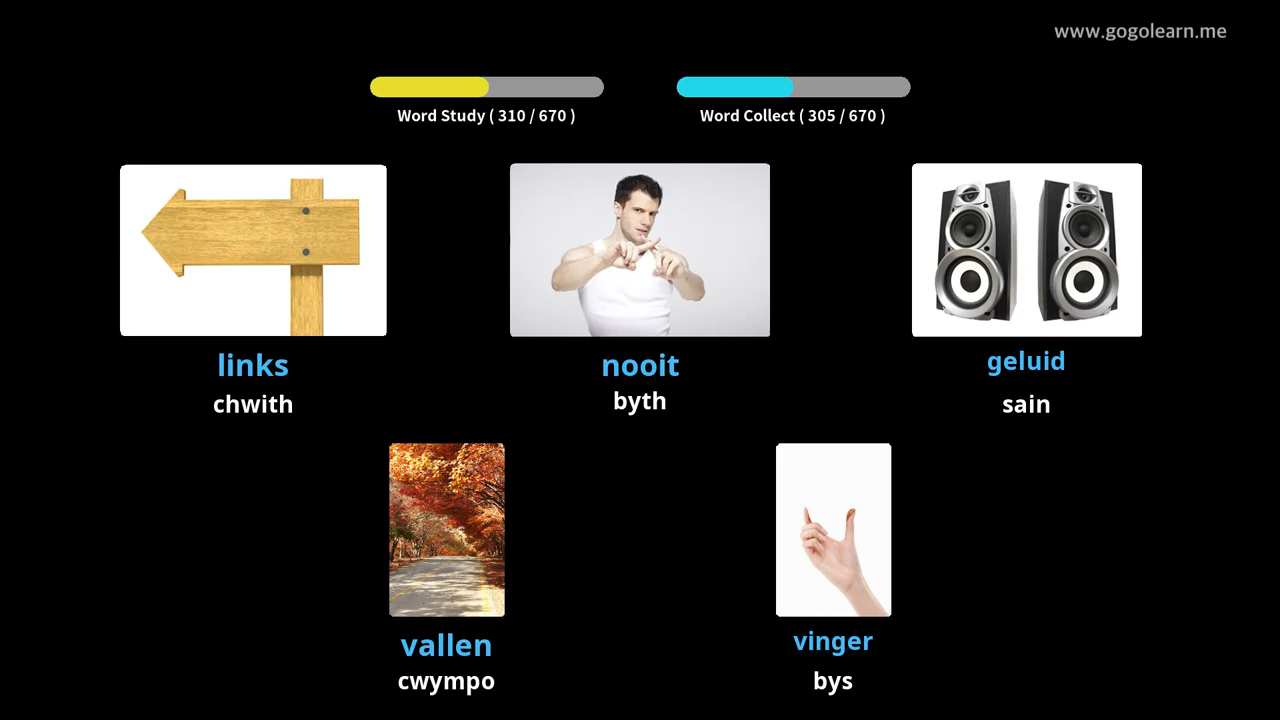 www.gogolearn.me
Word Study ( 310 / 670 )
Word Collect ( 305 / 670 )
links
chwith
nooit
byth
geluid
sain
vallen
cwympo
vinger
bys